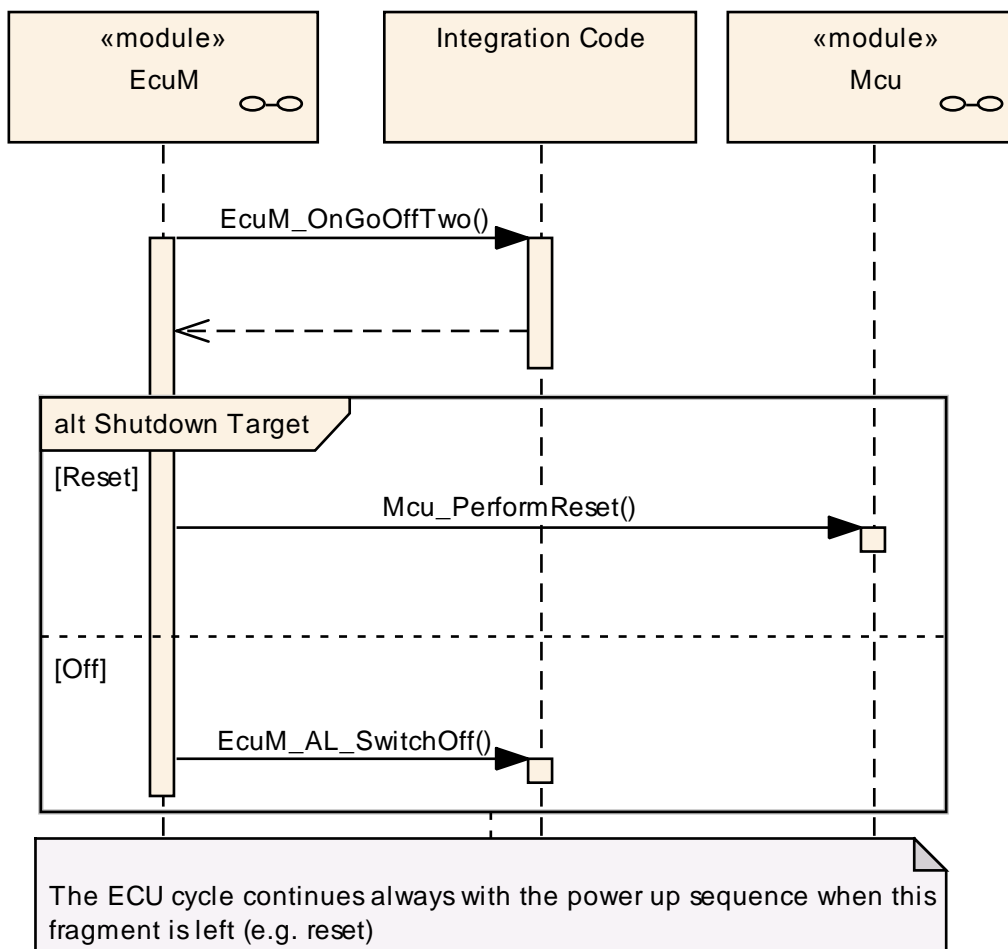 «module»
EcuM
Integration Code
«module»
Mcu
EcuM_OnGoOffTwo()
alt Shutdown Target
[Reset]
Mcu_PerformReset()
[Off]
EcuM_AL_SwitchOff()
The ECU cycle continues always with the power up sequence when this
fragment is left (e.g. reset)